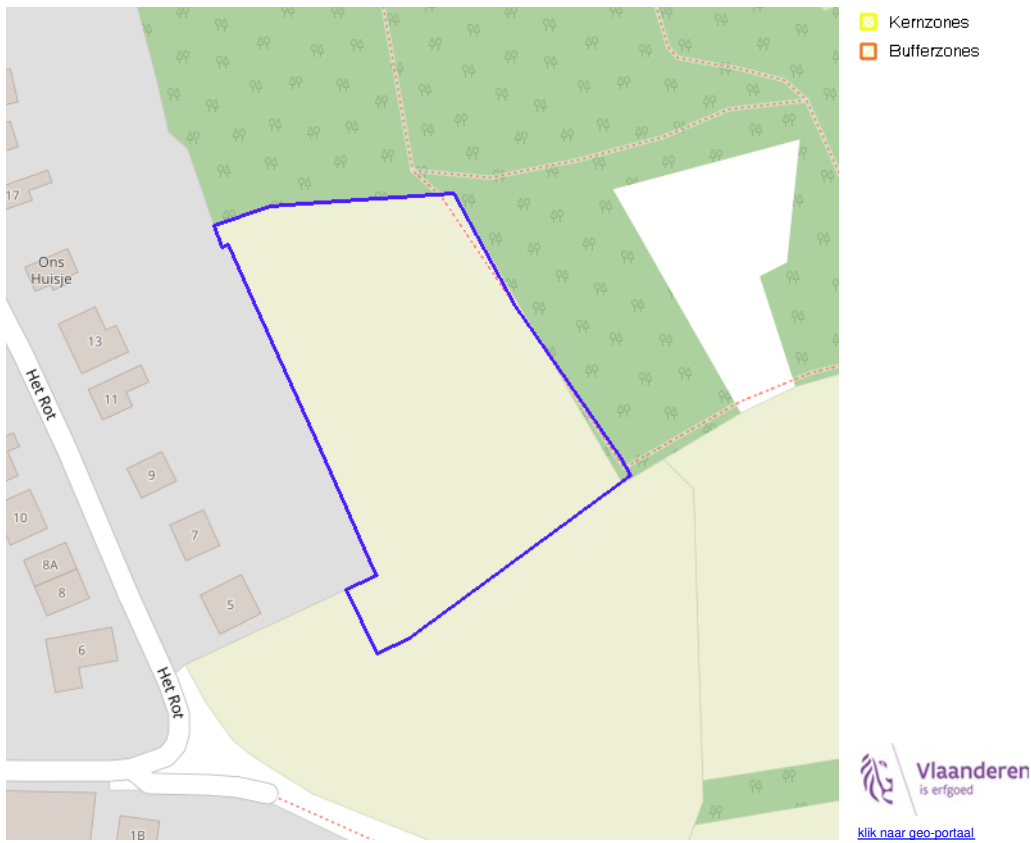 Kernzones
Bufferzones
17
Ons
Huisje
13
Het Rot
11
9
10
7
8A
8
5
6
Het Rot
1B
Vlaanderen
is erfgoed
klik naar geo-portaal